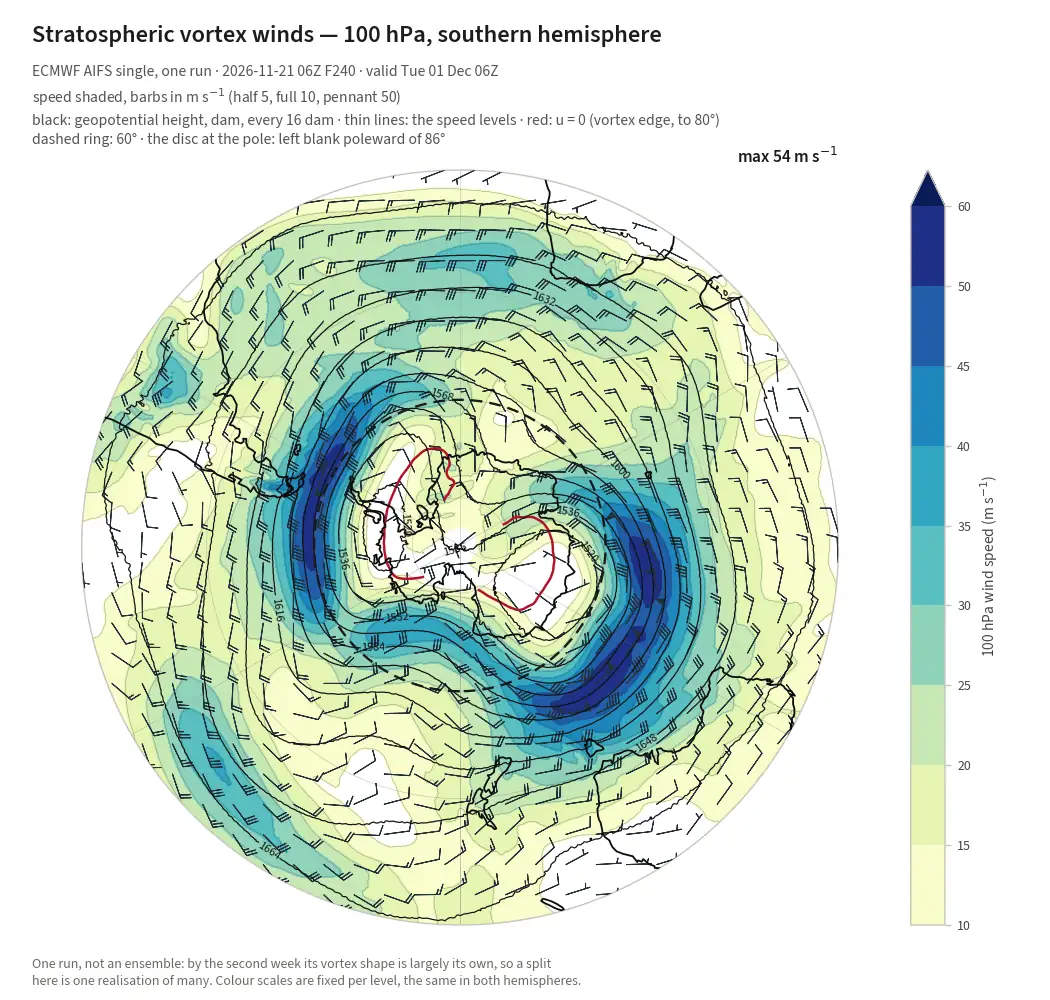 Stratospheric vortex winds — 100 hPa, southern hemisphere
ECMWF AIFS single, one run · 2026-11-21 06Z F240 · valid Tue 01 Dec 06Z
speed shaded, barbs in m s⁻¹ (half 5, full 10, pennant 50)
black: geopotential height, dam, every 16 dam · thin lines: the speed levels · red: u = 0 (vortex edge, to 80°)
dashed ring: 60° · the disc at the pole: left blank poleward of 86°
max 54 m s⁻¹
60
50
45
40
35
30
25
20
15
10
100 hPa wind speed (m s⁻¹)
1632
1568
1600
1536
1520
1536
1616
1552
1584
1648
1664
One run, not an ensemble: by the second week its vortex shape is largely its own, so a split
here is one realisation of many. Colour scales are fixed per level, the same in both hemispheres.